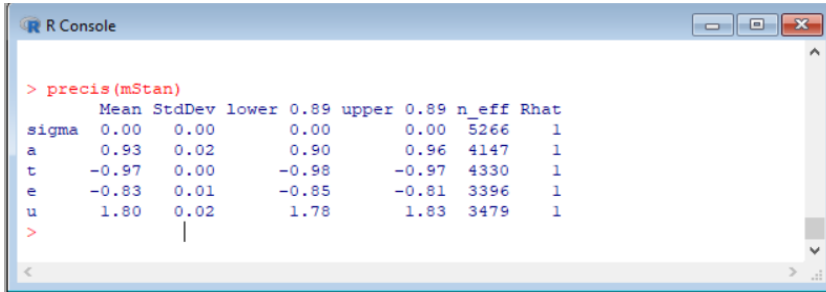 R Console
> precis(mStan)
Mean StdDev lower 0.89 upper 0.89 n_eff Rhat
sigma 0.00 0.00 0.00 0.00 5266 1
a 0.93 0.02 0.90 0.96 4147 1
t -0.97 0.00 -0.98 -0.97 4330 1
e -0.83 0.01 -0.85 -0.81 3396 1
u 1.80 0.02 1.78 1.83 3479 1
>